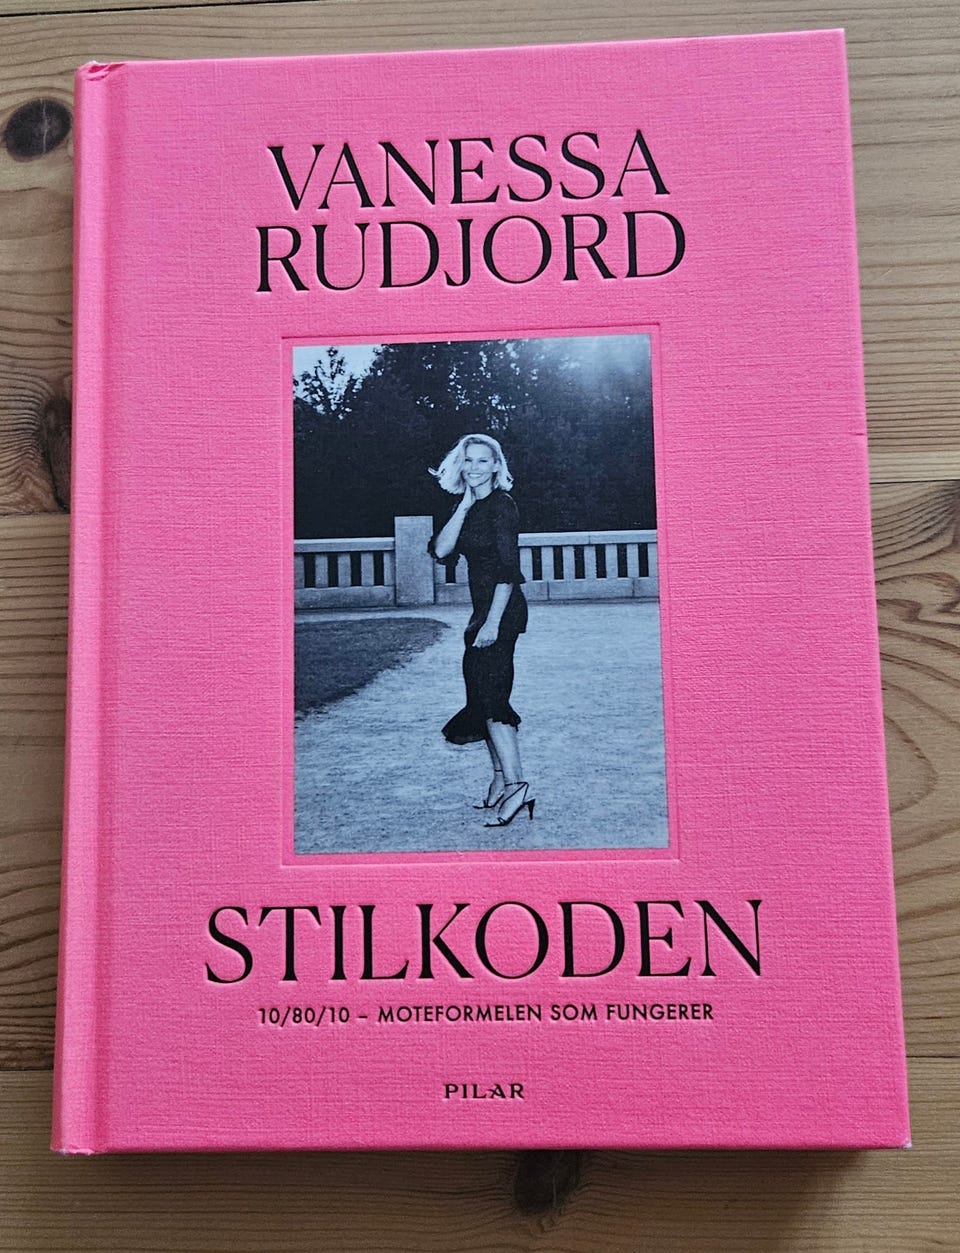 VANESSA
RUDJORD
STILKODEN
10/80/10 – MOTEFORMELEN SOM FUNGERER
PILAR